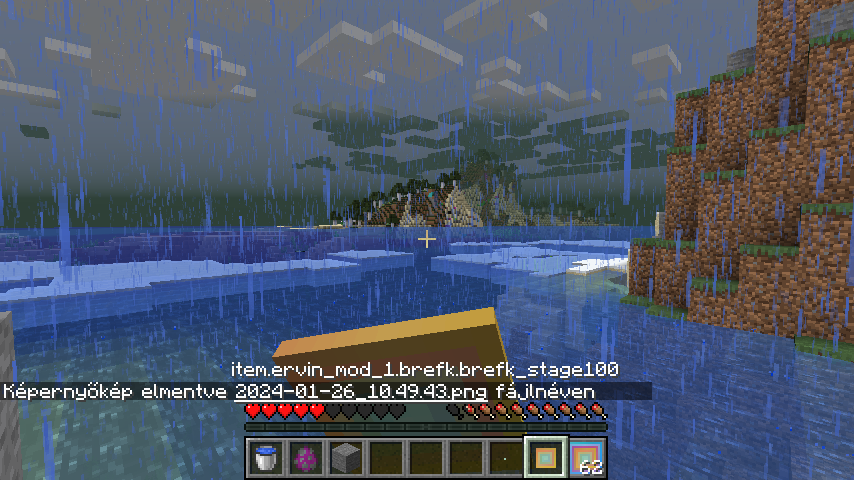 item.ervin_mod_1.brefk.brefk_stage100
Képernyőkép elmentve 2024-01-26_10.49.43.png fájlnéven
62